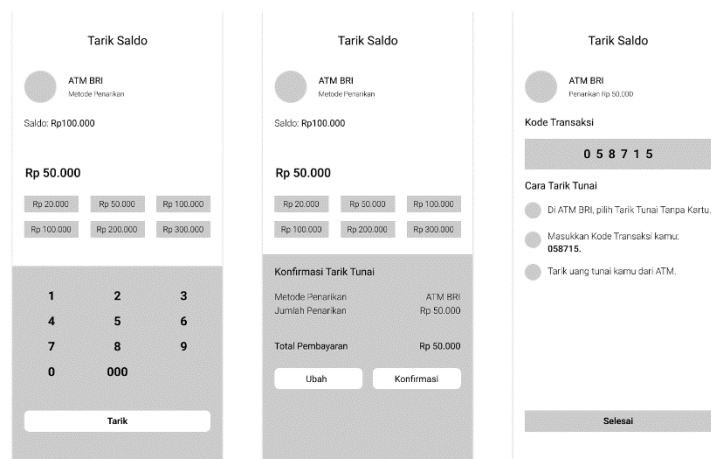 Tarik Saldo
ATM BRI
Metode Penarikan
Saldo: Rp100.000
Rp 50.000
Rp 20.000 Rp 50.000 Rp 100.000
Rp 100.000 Rp 200.000 Rp 300.000
1 2 3
4 5 6
7 8 9
0 000
Tarik
Tarik Saldo
ATM BRI
Metode Penarikan
Saldo: Rp100.000
Rp 50.000
Rp 20.000 Rp 50.000 Rp 100.000
Rp 100.000 Rp 200.000 Rp 300.000
Konfirmasi Tarik Tunai
Metode Penarikan ATM BRI
Jumlah Penarikan Rp 50.000
Total Pembayaran Rp 50.000
Ubah Konfirmasi
Tarik Saldo
ATM BRI
Penarikan Rp 50.000
Kode Transaksi
0 5 8 7 1 5
Cara Tarik Tunai
Di ATM BRI, pilih Tarik Tunai Tanpa Kartu.
Masukkan Kode Transaksi kamu:
058715.
Tarik uang tunai kamu dari ATM.
Selesai